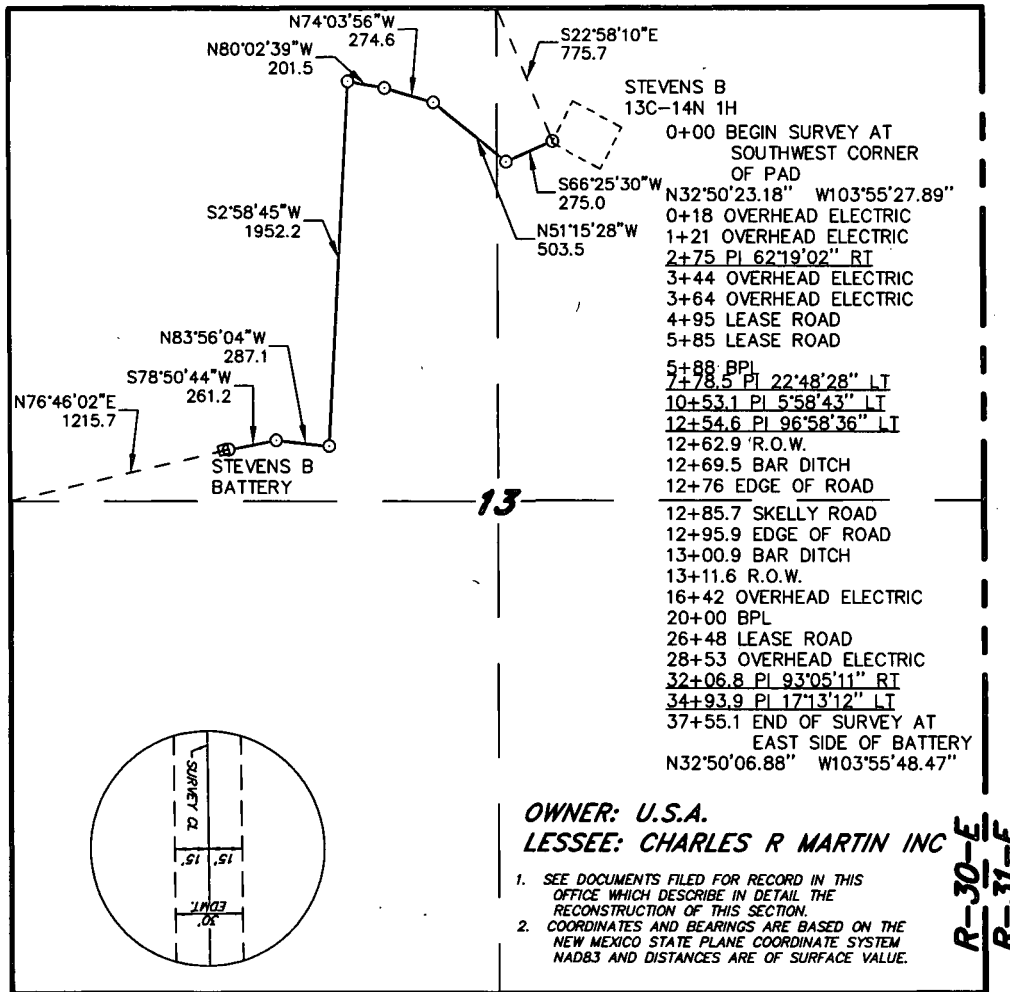 N74°03'56"W
274.6
N80°02'39"W
201.5
S22°58'10"E
775.7
STEVENS B
13C-14N 1H
0+00 BEGIN SURVEY AT
SOUTHWEST CORNER
OF PAD
N32°50'23.18" W103°55'27.89"
0+18 OVERHEAD ELECTRIC
1+21 OVERHEAD ELECTRIC
2+75 PI 62°19'02" RT
3+44 OVERHEAD ELECTRIC
3+64 OVERHEAD ELECTRIC
4+95 LEASE ROAD
5+85 LEASE ROAD
5+88 BPL
7+78.5 PI 22°48'28" LT
10+53.1 PI 5°58'43" LT
12+54.6 PI 96°58'36" LT
12+62.9 R.O.W.
12+69.5 BAR DITCH
12+76 EDGE OF ROAD
12+85.7 SKELLY ROAD
12+95.9 EDGE OF ROAD
13+00.9 BAR DITCH
13+11.6 R.O.W.
16+42 OVERHEAD ELECTRIC
20+00 BPL
26+48 LEASE ROAD
28+53 OVERHEAD ELECTRIC
32+06.8 PI 93°05'11" RT
34+93.9 PI 17°13'12" LT
37+55.1 END OF SURVEY AT
EAST SIDE OF BATTERY
N32°50'06.88" W103°55'48.47"
S66°25'30"W
275.0
N51°15'28"W
503.5
S2°58'45"W
1952.2
N83°56'04"W
287.1
S78°50'44"W
261.2
N76°46'02"E
1215.7
STEVENS B
BATTERY
13
SURVEY CL
15' 15'
30'
EDMT.
OWNER: U.S.A.
LESSEE: CHARLES R MARTIN INC
1. SEE DOCUMENTS FILED FOR RECORD IN THIS
OFFICE WHICH DESCRIBE IN DETAIL THE
RECONSTRUCTION OF THIS SECTION.
2. COORDINATES AND BEARINGS ARE BASED ON THE
NEW MEXICO STATE PLANE COORDINATE SYSTEM
NAD83 AND DISTANCES ARE OF SURFACE VALUE.
R-30-E
R-31-E